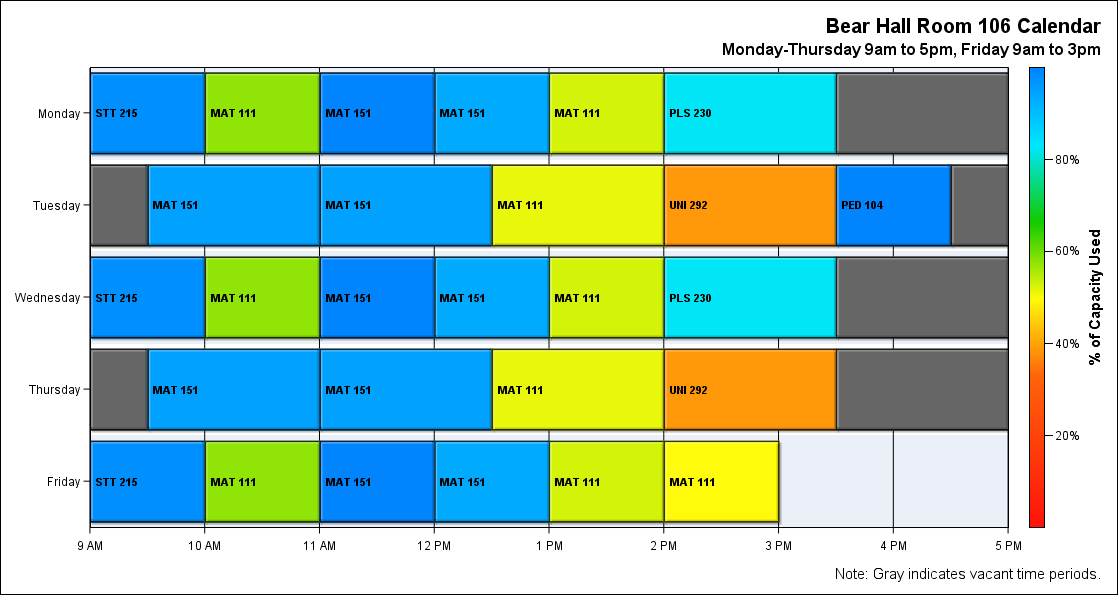 Bear Hall Room 106 Calendar
Monday-Thursday 9am to 5pm, Friday 9am to 3pm
Monday
STT 215 MAT 111 MAT 151 MAT 151 MAT 111 PLS 230
Tuesday
MAT 151 MAT 151 MAT 111 UNI 292 PED 104
Wednesday
STT 215 MAT 111 MAT 151 MAT 151 MAT 111 PLS 230
Thursday
MAT 151 MAT 151 MAT 111 UNI 292
Friday
STT 215 MAT 111 MAT 151 MAT 151 MAT 111 MAT 111
9 AM 10 AM 11 AM 12 PM 1 PM 2 PM 3 PM 4 PM 5 PM
80%
60%
40%
20%
% of Capacity Used
Note: Gray indicates vacant time periods.